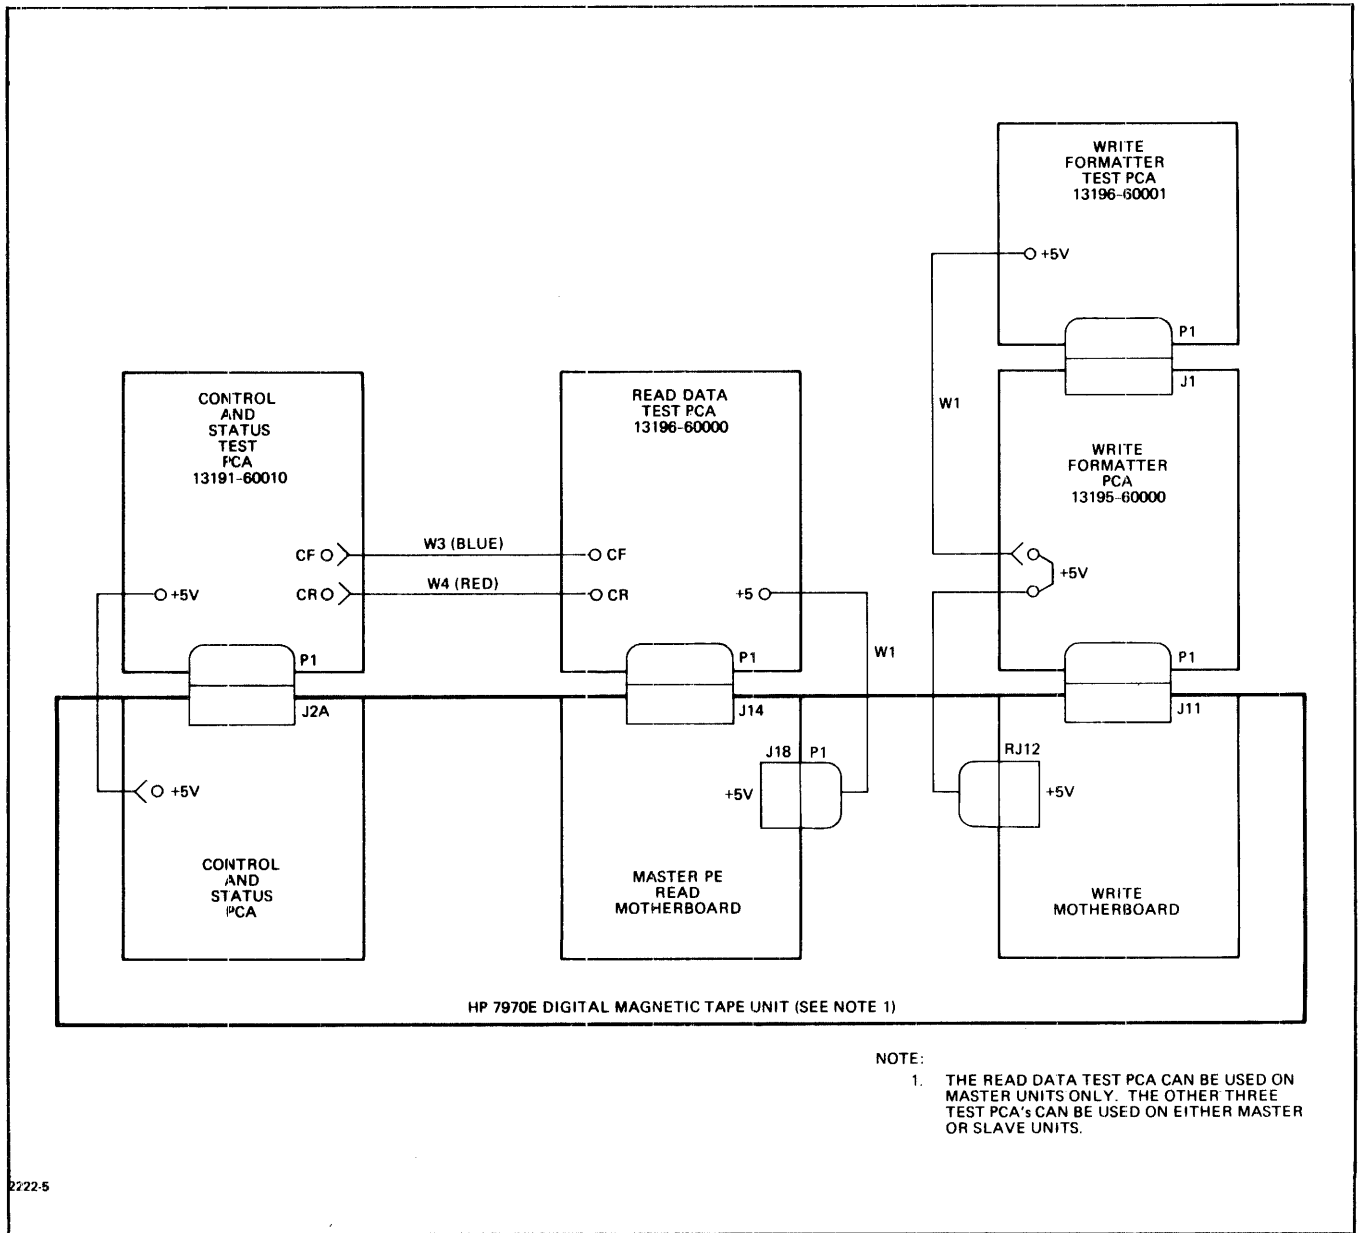 WRITE
FORMATTER
TEST PCA
13196-60001
+5V
P1
J1
W1
WRITE
FORMATTER
PCA
13195-60000
+5V
P1
J11
CONTROL
AND
STATUS
TEST
PCA
13191-60010
CF
CR
+5V
P1
J2A
W3 (BLUE)
W4 (RED)
READ DATA
TEST PCA
13196-60000
CF
CR
+5
W1
P1
J14
J18 P1
+5V
RJ12
+5V
+5V
CONTROL
AND
STATUS
PCA
MASTER PE
READ
MOTHERBOARD
WRITE
MOTHERBOARD
HP 7970E DIGITAL MAGNETIC TAPE UNIT (SEE NOTE 1)
NOTE:
1. THE READ DATA TEST PCA CAN BE USED ON
MASTER UNITS ONLY. THE OTHER THREE
TEST PCA's CAN BE USED ON EITHER MASTER
OR SLAVE UNITS.
2222-5